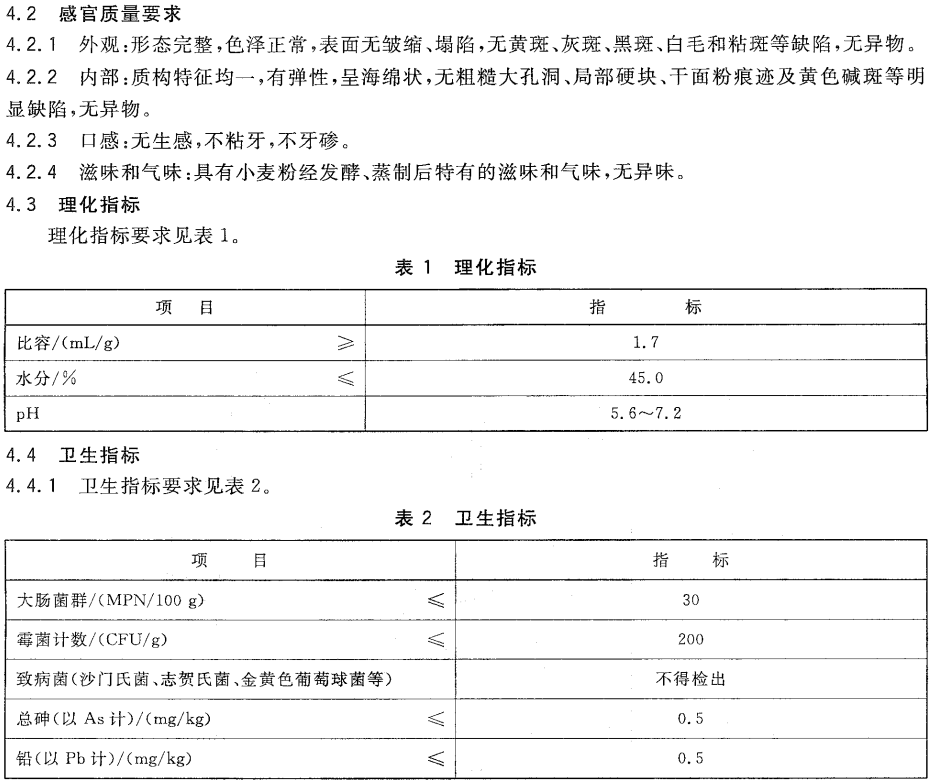 4.2 感官质量要求
4.2.1 外观:形态完整,色泽正常,表面无皱缩、塌陷,无黄斑、灰斑、黑斑、白毛和粘斑等缺陷,无异物。
4.2.2 内部:质构特征均一,有弹性,呈海绵状,无粗糙大孔洞、局部硬块、干面粉痕迹及黄色碱斑等明
显缺陷,无异物。
4.2.3 口感:无生感,不粘牙,不牙碜。
4.2.4 滋味和气味:具有小麦粉经发酵、蒸制后特有的滋味和气味,无异味。
4.3 理化指标
理化指标要求见表 1。
表 1 理化指标
项 目 指 标
比容/(mL/g) ≥ 1.7
水分/% ≤ 45.0
pH 5.6～7.2
4.4 卫生指标
4.4.1 卫生指标要求见表 2。
表 2 卫生指标
项 目 指 标
大肠菌群/(MPN/100 g) ≤ 30
霉菌计数/(CFU/g) ≤ 200
致病菌(沙门氏菌、志贺氏菌、金黄色葡萄球菌等) 不得检出
总砷(以 As 计)/(mg/kg) ≤ 0.5
铅(以 Pb 计)/(mg/kg) ≤ 0.5